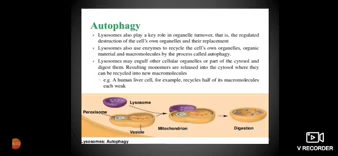 Autophagy
Lysosomes also play a key role in organelle turnover, that is, the regulated
destruction of the cell's own organelles and their replacement
Lysosomes also use enzymes to recycle the cell's own organelles, organic
material and macromolecules by the process called autophagy.
Lysosomes may engulf other cellular organelles or part of the cytosol and
digest them. Resulting monomers are released into the cytosol where they
can be recycled into new macromolecules
e.g. A human liver cell, for example, recycles half of its macromolecules
each weak
Lysosome
Peroxisome
Vesicle
Mitochondrion
Digestion
Lysosomes: Autophagy
V RECORDER